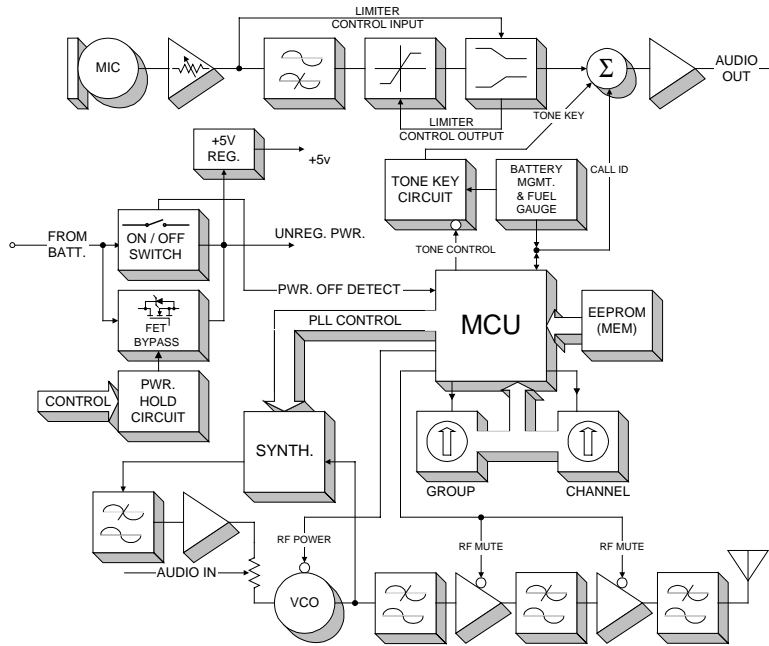 LIMITER
CONTROL INPUT
MIC
Σ
AUDIO
OUT
LIMITER
CONTROL OUTPUT
TONE KEY
+5V
REG.
+5v
TONE KEY
CIRCUIT
BATTERY
MGMT.
& FUEL
GAUGE
CALL ID
FROM
BATT.
ON / OFF
SWITCH
UNREG. PWR.
TONE CONTROL
PWR. OFF DETECT
MCU
EEPROM
(MEM)
FET
BYPASS
PLL CONTROL
CONTROL
PWR.
HOLD
CIRCUIT
SYNTH.
GROUP
CHANNEL
RF POWER
RF MUTE
RF MUTE
AUDIO IN
VCO